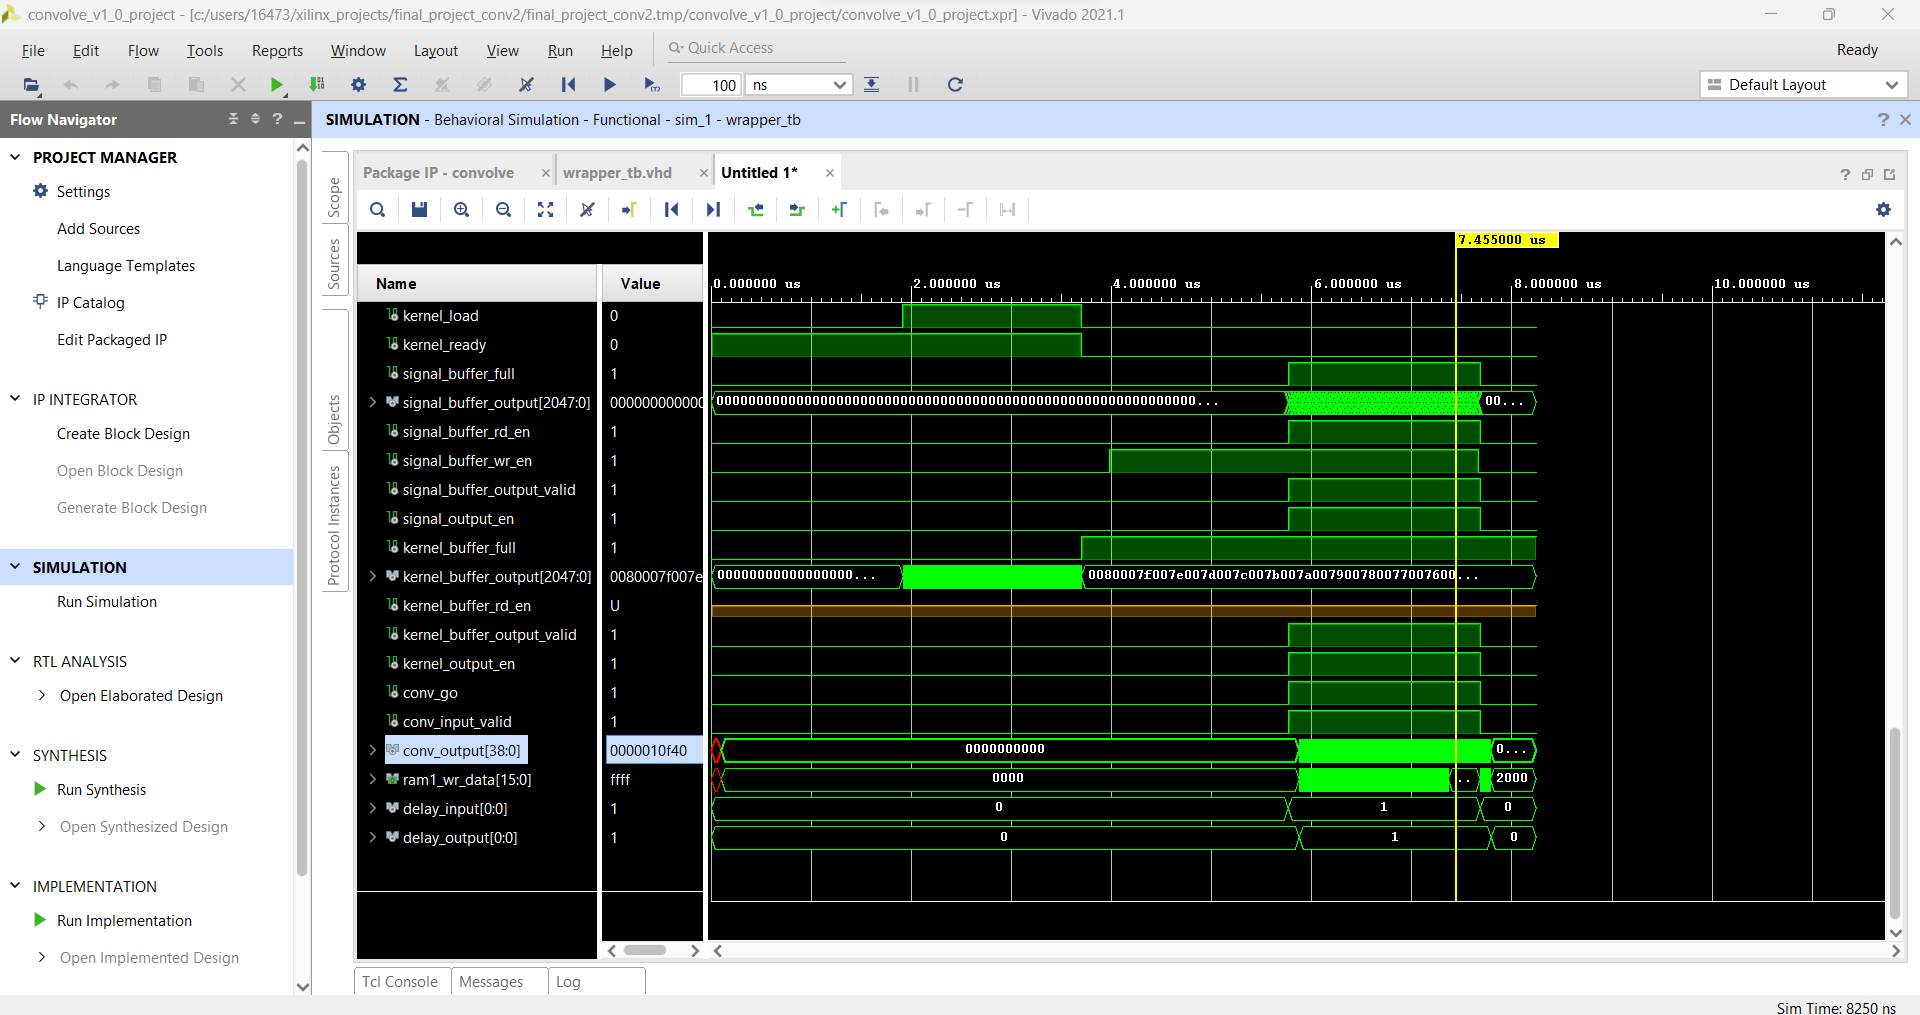 convolve_v1_0_project - [c:/users/16473/xilinx_projects/final_project_conv2/final_project_conv2.tmp/convolve_v1_0_project/convolve_v1_0_project.xpr] - Vivado 2021.1
File Edit Flow Tools Reports Window Layout View Run Help Quick Access Ready
100 ns Default Layout
Flow Navigator
SIMULATION - Behavioral Simulation - Functional - sim_1 - wrapper_tb
PROJECT MANAGER
Settings
Add Sources
Language Templates
IP Catalog
Edit Packaged IP
IP INTEGRATOR
Create Block Design
Open Block Design
Generate Block Design
SIMULATION
Run Simulation
RTL ANALYSIS
Open Elaborated Design
SYNTHESIS
Run Synthesis
Open Synthesized Design
IMPLEMENTATION
Run Implementation
Open Implemented Design
Scope
Sources
Objects
Protocol Instances
Package IP - convolve wrapper_tb.vhd Untitled 1*
7.455000 us
Name Value 0.000000 us 2.000000 us 4.000000 us 6.000000 us 8.000000 us 10.000000 us
kernel_load 0
kernel_ready 0
signal_buffer_full 1
signal_buffer_output[2047:0] 000000000000 0000000000000000000000000000000000000000000000000000000000... 00...
signal_buffer_rd_en 1
signal_buffer_wr_en 1
signal_buffer_output_valid 1
signal_output_en 1
kernel_buffer_full 1
kernel_buffer_output[2047:0] 0080007f007e 00000000000000000... 0080007f007e007d007c007b007a007900780077007600...
kernel_buffer_rd_en U
kernel_buffer_output_valid 1
kernel_output_en 1
conv_go 1
conv_input_valid 1
conv_output[38:0] 0000010f40 0000000000 0...
ram1_wr_data[15:0] ffff 0000 .. 2000
delay_input[0:0] 1 0 1 0
delay_output[0:0] 1 0 1 0
Tcl Console Messages Log
Sim Time: 8250 ns